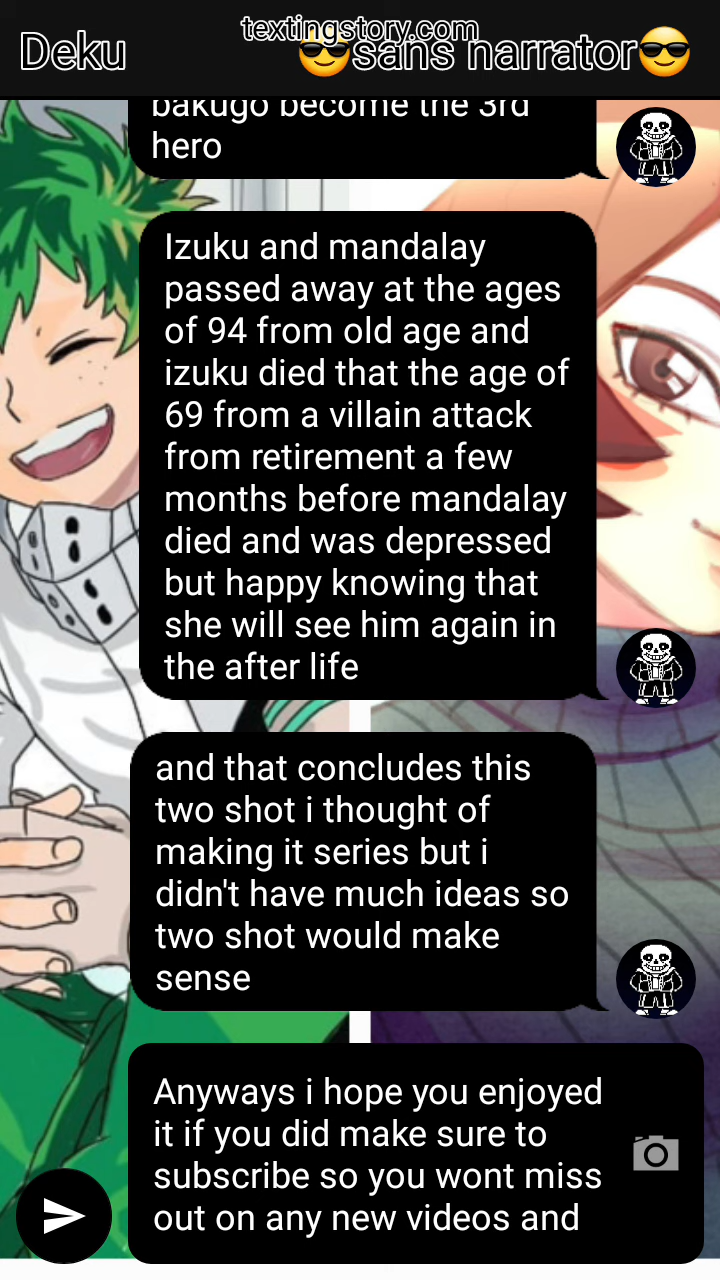 textingstory.com
Deku
😎sans narrator😎
bakugo become the 3rd
hero
Izuku and mandalay
passed away at the ages
of 94 from old age and
izuku died that the age of
69 from a villain attack
from retirement a few
months before mandalay
died and was depressed
but happy knowing that
she will see him again in
the after life
and that concludes this
two shot i thought of
making it series but i
didn't have much ideas so
two shot would make
sense
Anyways i hope you enjoyed
it if you did make sure to
subscribe so you wont miss
out on any new videos and